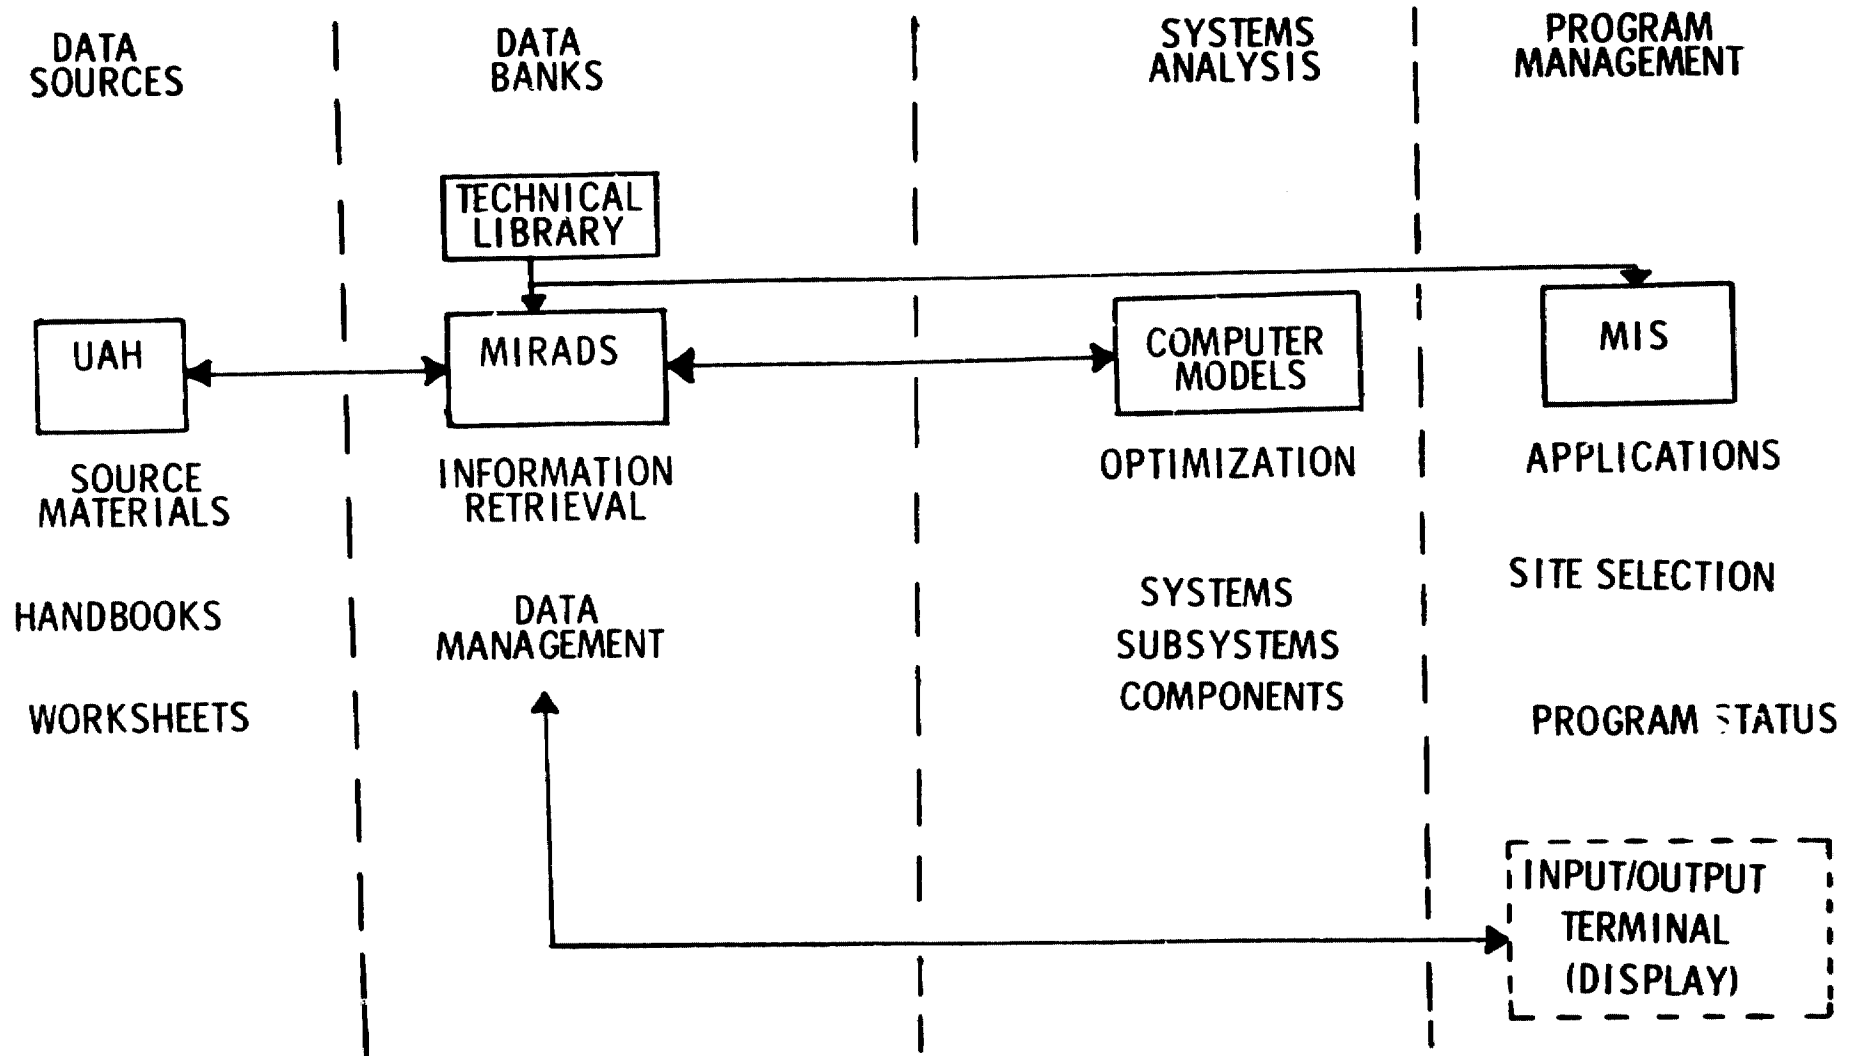 DATA
SOURCES
DATA
BANKS
SYSTEMS
ANALYSIS
PROGRAM
MANAGEMENT
TECHNICAL
LIBRARY
UAH
MIRADS
COMPUTER
MODELS
MIS
SOURCE
MATERIALS
INFORMATION
RETRIEVAL
OPTIMIZATION
APPLICATIONS
HANDBOOKS
DATA
MANAGEMENT
SYSTEMS
SUBSYSTEMS
COMPONENTS
SITE SELECTION
WORKSHEETS
PROGRAM STATUS
INPUT/OUTPUT
TERMINAL
(DISPLAY)